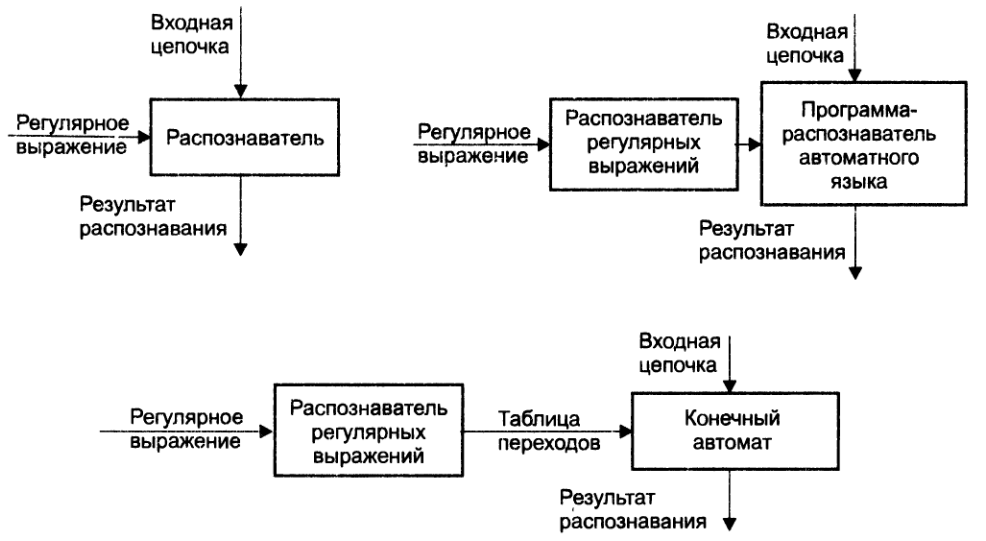 Входная
цепочка
Регулярное
выражение
Распознаватель
Результат
распознавания
Входная
цепочка
Регулярное
выражение
Распознаватель
регулярных
выражений
Программа-
распознаватель
автоматного
языка
Результат
распознавания
Входная
цепочка
Регулярное
выражение
Распознаватель
регулярных
выражений
Таблица
переходов
Конечный
автомат
Результат
распознавания